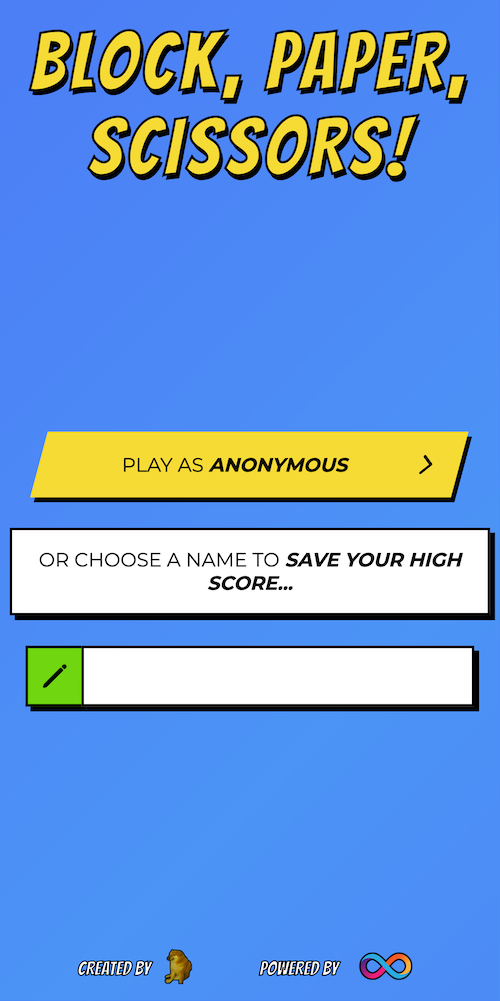 BLOCK, PAPER,
SCISSORS!
PLAY AS ANONYMOUS
OR CHOOSE A NAME TO SAVE YOUR HIGH
SCORE...
CREATED BY
POWERED BY